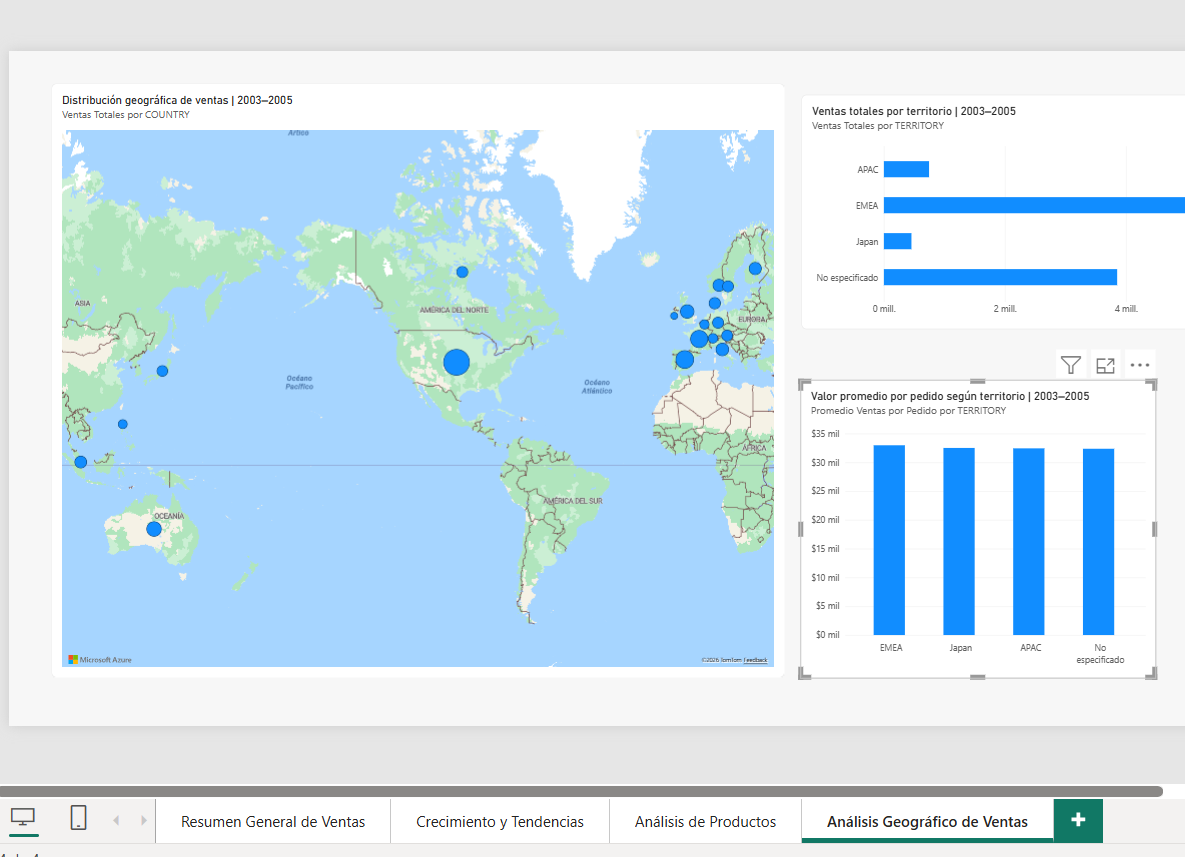 Distribución geográfica de ventas | 2003–2005
Ventas Totales por COUNTRY
Ártico
ASIA
AMÉRICA DEL NORTE
EUROPA
Océano
Pacífico
Océano
Atlántico
ÁFRICA
AMÉRICA DEL SUR
OCEANÍA
Microsoft Azure
©2026 TomTom Feedback
Ventas totales por territorio | 2003–2005
Ventas Totales por TERRITORY
APAC
EMEA
Japan
No especificado
0 mill. 2 mill. 4 mill.
Valor promedio por pedido según territorio | 2003–2005
Promedio Ventas por Pedido por TERRITORY
$35 mil
$30 mil
$25 mil
$20 mil
$15 mil
$10 mil
$5 mil
$0 mil
EMEA Japan APAC No
especificado
Resumen General de Ventas Crecimiento y Tendencias Análisis de Productos Análisis Geográfico de Ventas +